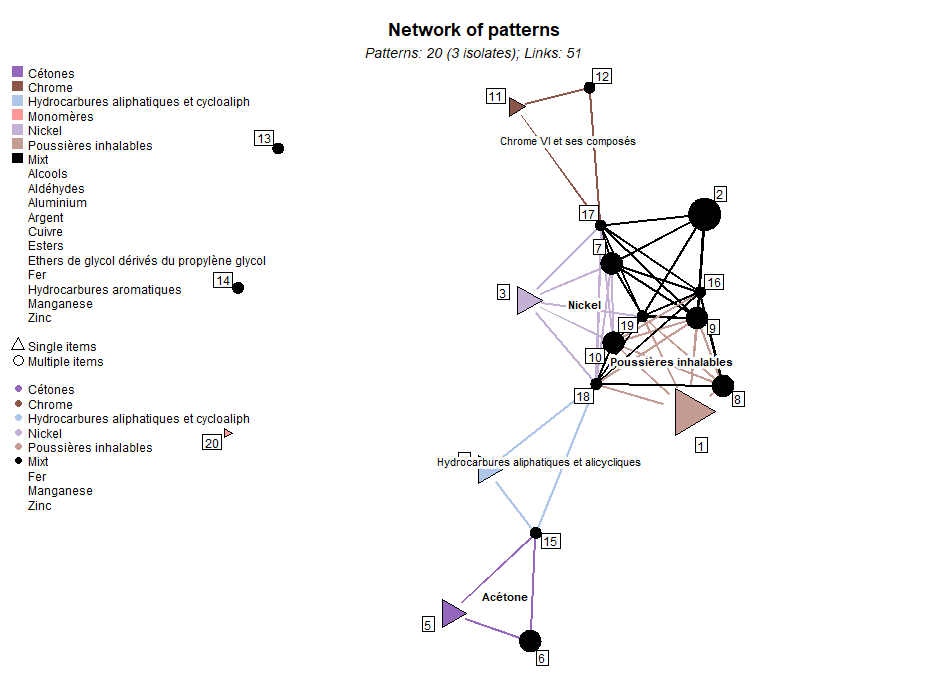 Network of patterns
Patterns: 20 (3 isolates); Links: 51
Cétones
Chrome
Hydrocarbures aliphatiques et cycloaliph
Monomères
Nickel
Poussières inhalables
Mixt
Alcools
Aldéhydes
Aluminium
Argent
Cuivre
Esters
Ethers de glycol dérivés du propylène glycol
Fer
Hydrocarbures aromatiques
Manganese
Zinc
Single items
Multiple items
Cétones
Chrome
Hydrocarbures aliphatiques et cycloaliph
Nickel
Poussières inhalables
Mixt
Fer
Manganese
Zinc
13
14
20
12
11
Chrome VI et ses composés
2
17
7
16
3
Nickel
19
9
10
Poussières inhalables
18
8
1
Hydrocarbures aliphatiques et alicycliques
15
Acétone
5
6